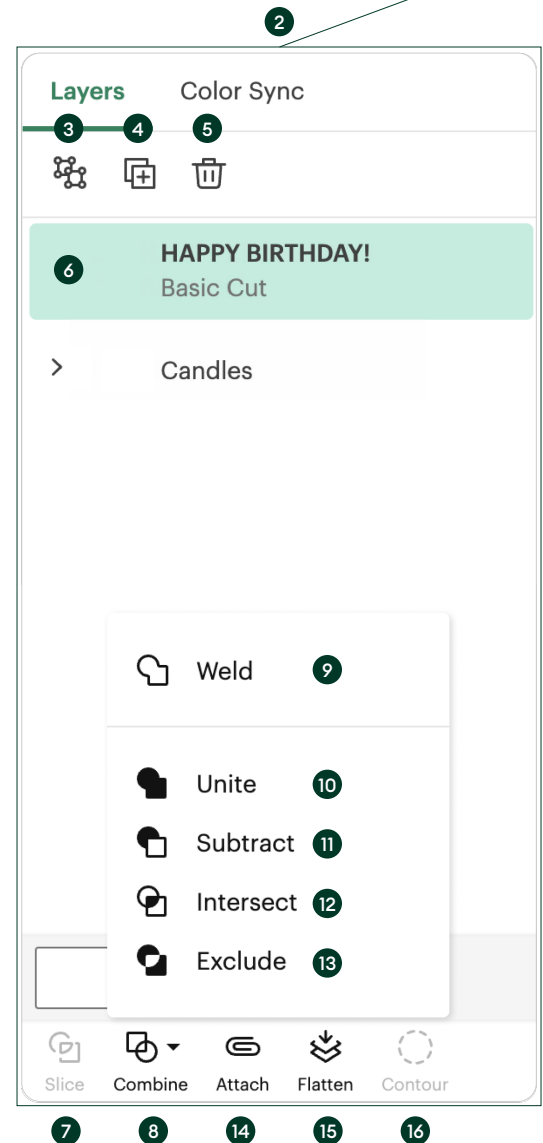 2
Layers Color Sync
3 4 5
6 HAPPY BIRTHDAY!
Basic Cut
Candles
Weld 9
Unite 10
Subtract 11
Intersect 12
Exclude 13
Slice Combine Attach Flatten Contour
7 8 14 15 16